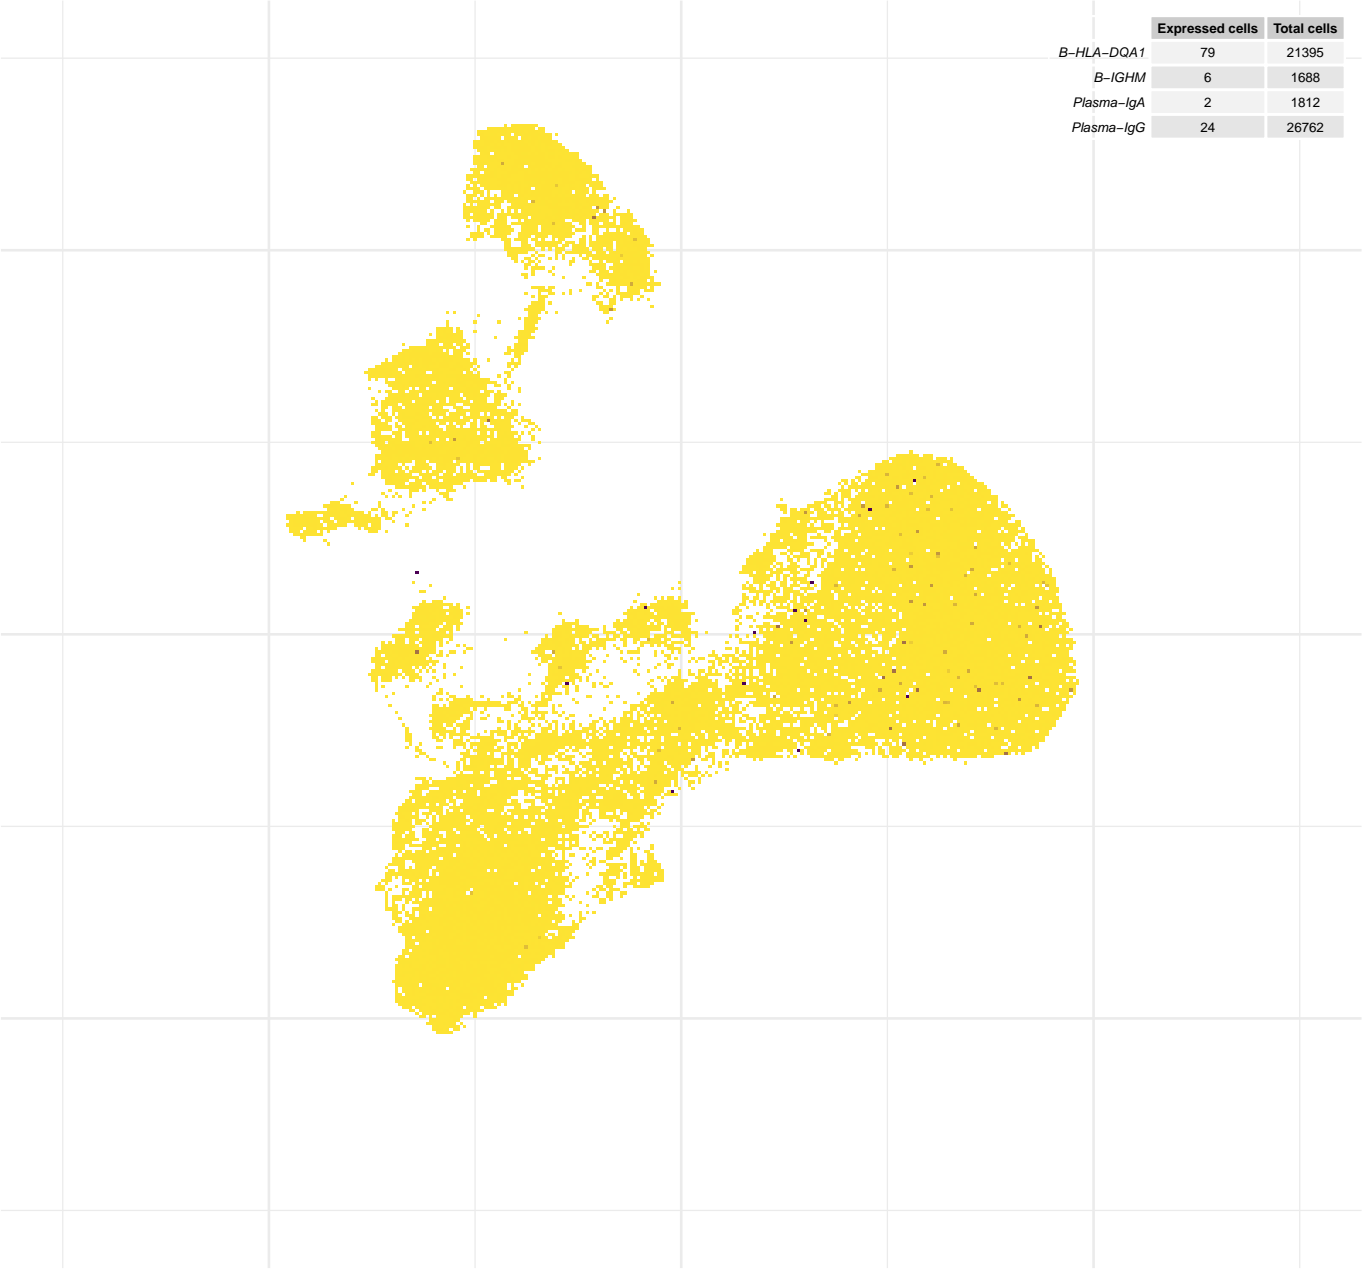 Expressed cells Total cells
B−HLA−DQA1 79 21395
B−IGHM 6 1688
Plasma−IgA 2 1812
Plasma−IgG 24 26762